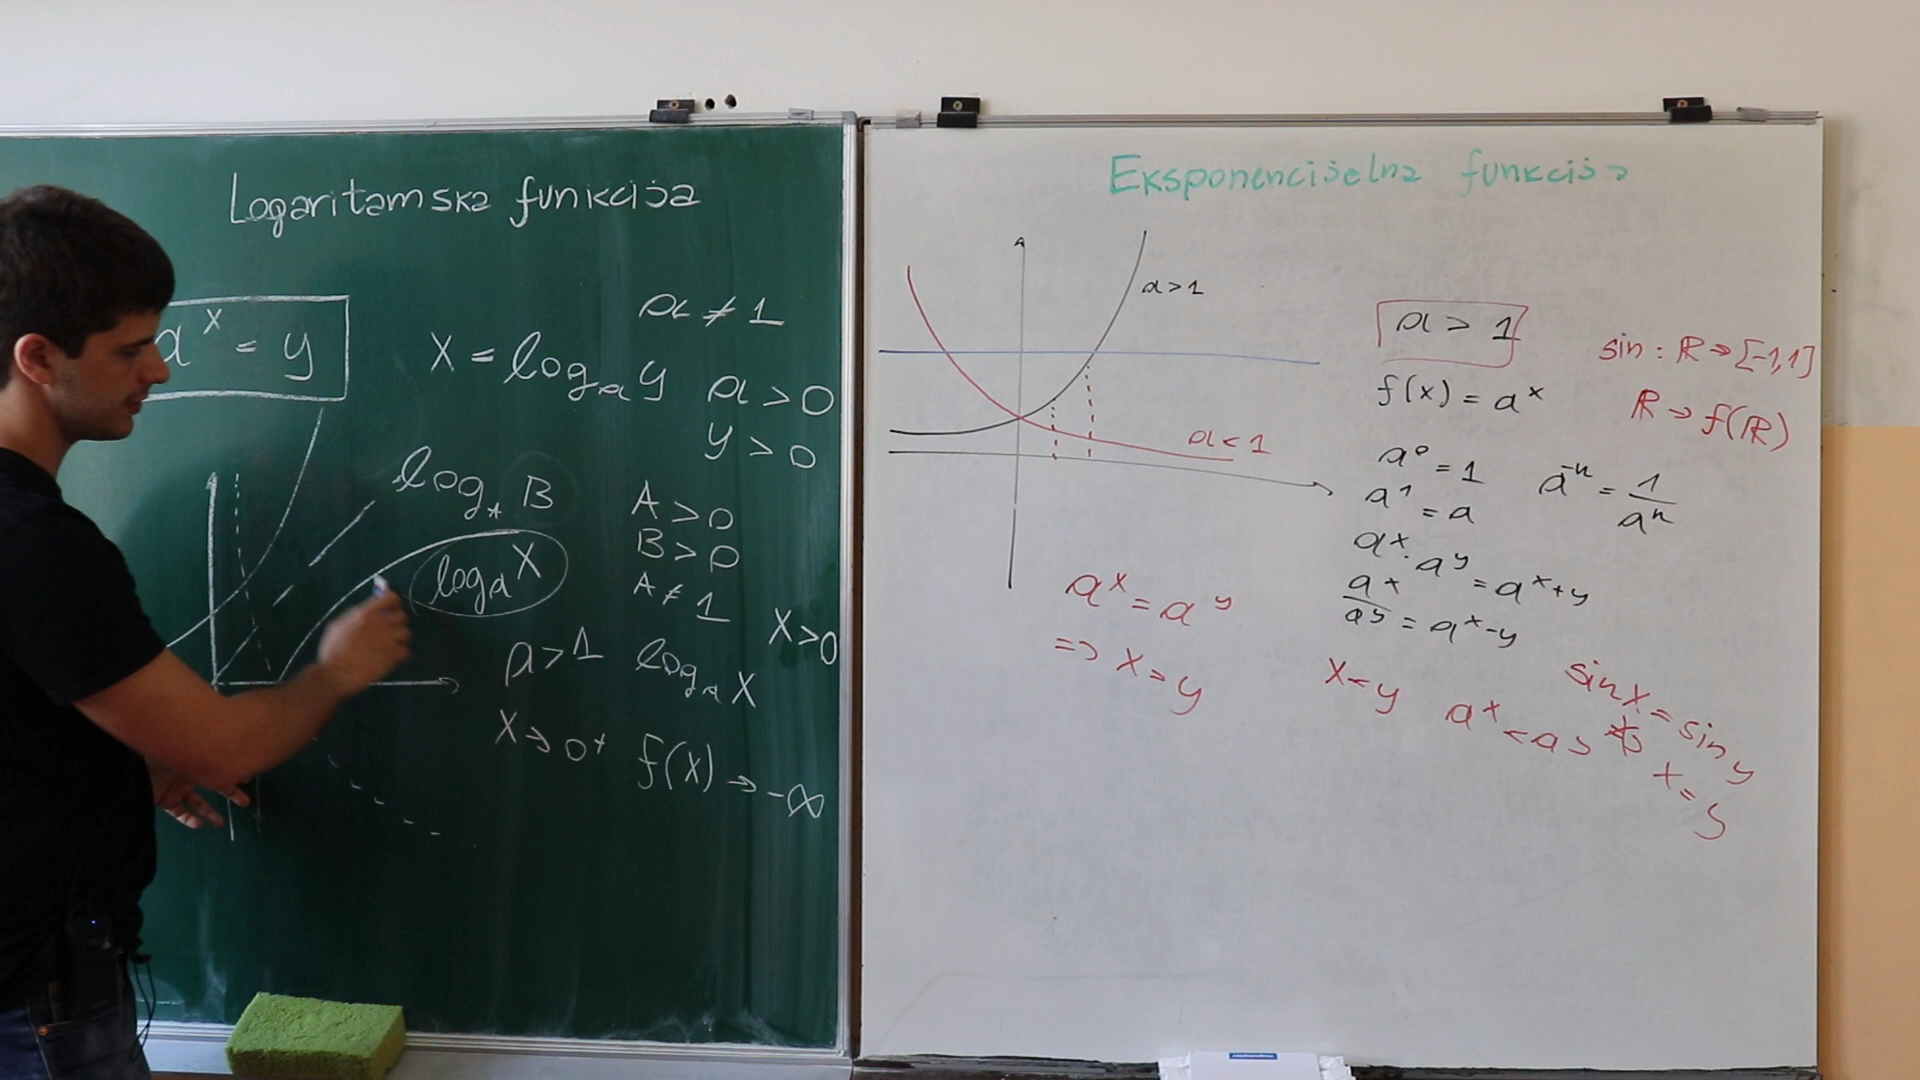 Logaritamska funkcija
a^x = y
x = log_a y
a ≠ 1
a > 0
y > 0
log_A B
A > 0
B > 0
A ≠ 1
log_a x
x > 0
a > 1 log_a x
x → 0⁺ f(x) → -∞
Eksponencijelna funkcija
a > 1
a < 1
a > 1
f(x) = a^x
sin : ℝ → [-1,1]
ℝ → f(ℝ)
a^0 = 1
a^1 = a
a^-n = 1/a^n
a^x · a^y = a^x+y
a^x/a^y = a^x-y
a^x = a^y
=> x = y
x < y
a^x < a^y
sin x = sin y
⇏ x = y